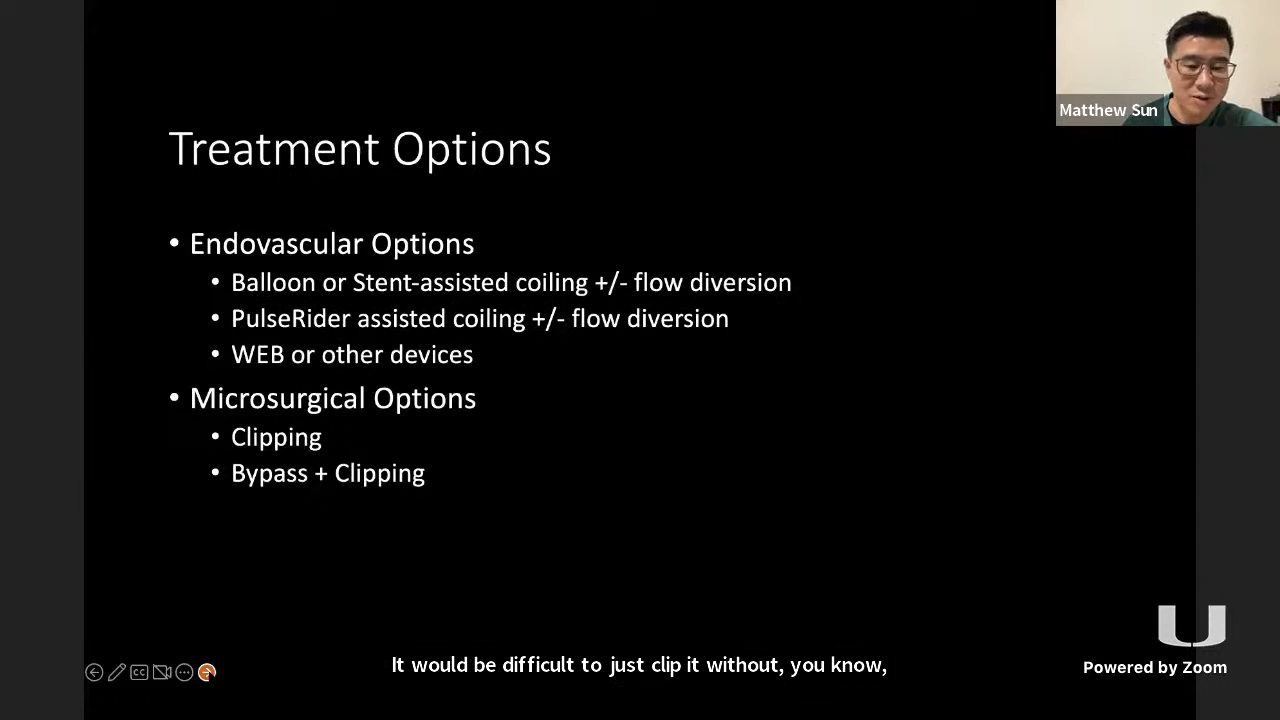 Matthew Sun
Treatment Options
• Endovascular Options
• Balloon or Stent-assisted coiling +/- flow diversion
• PulseRider assisted coiling +/- flow diversion
• WEB or other devices
• Microsurgical Options
• Clipping
• Bypass + Clipping
U
It would be difficult to just clip it without, you know,
Powered by Zoom
CC